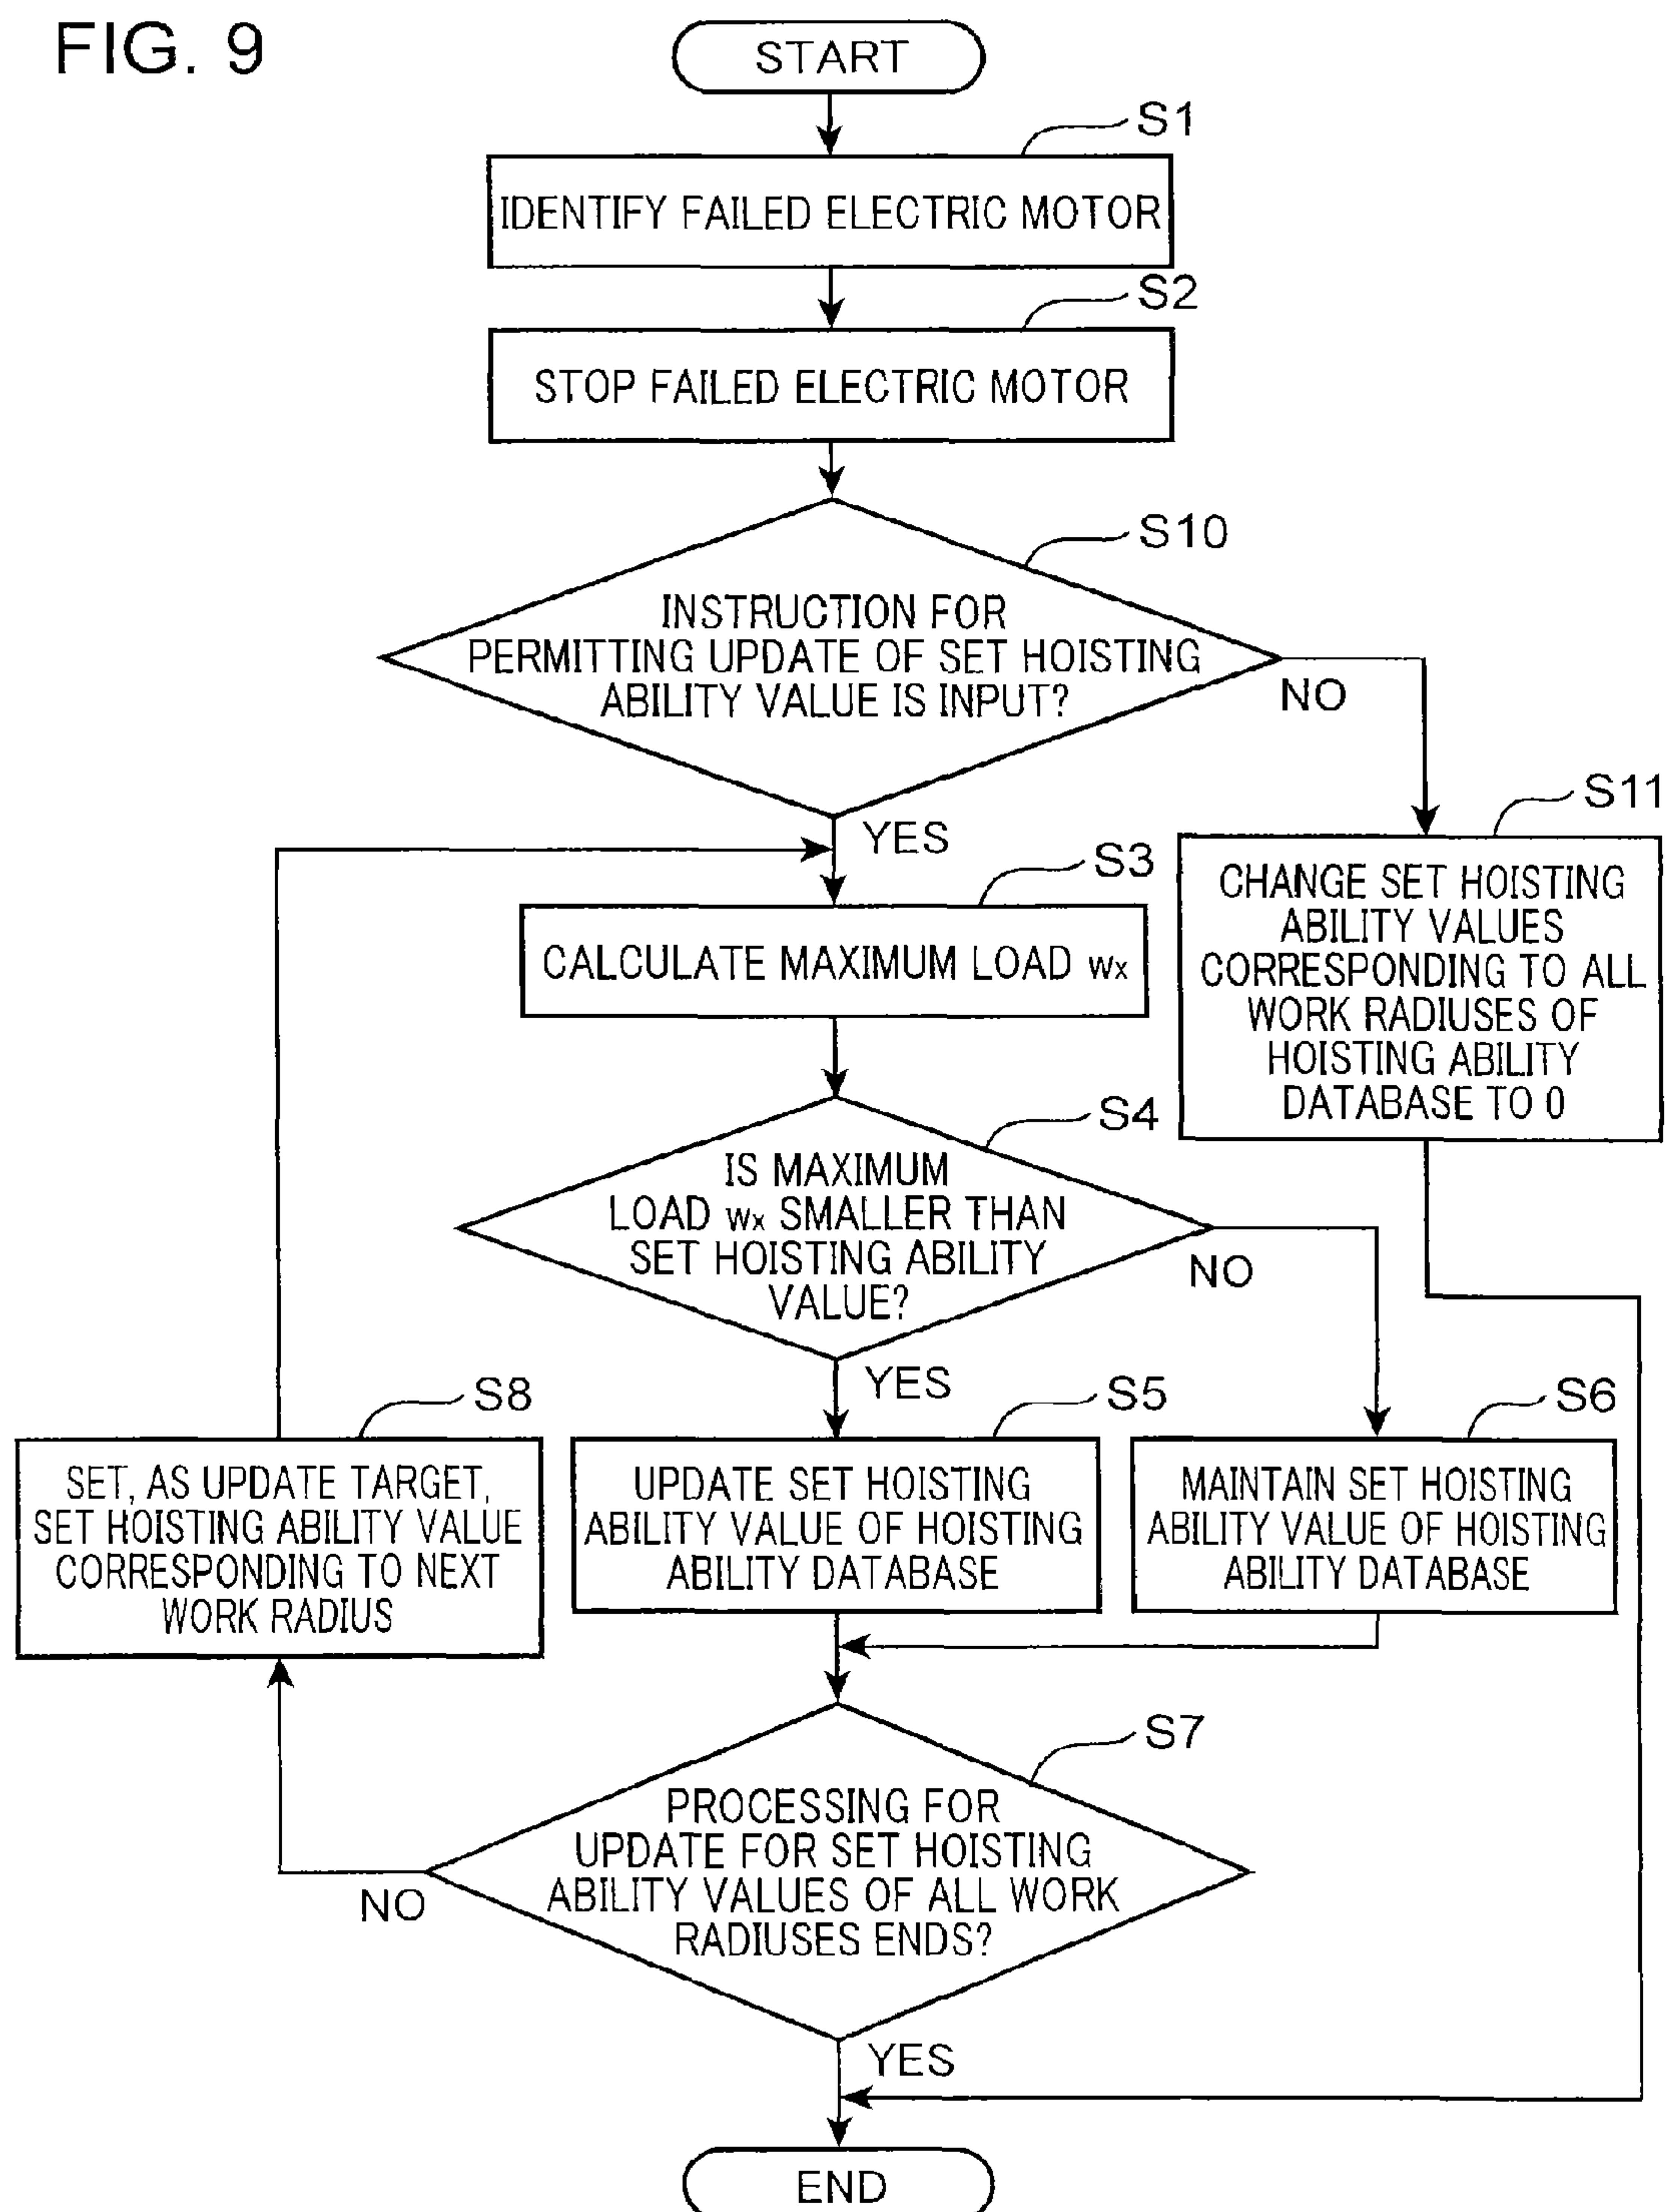 FIG. 9
START
S1
IDENTIFY FAILED ELECTRIC MOTOR
S2
STOP FAILED ELECTRIC MOTOR
S10
INSTRUCTION FOR
PERMITTING UPDATE OF SET HOISTING
ABILITY VALUE IS INPUT?
NO
YES
S11
CHANGE SET HOISTING
ABILITY VALUES
CORRESPONDING TO ALL
WORK RADIUSES OF
HOISTING ABILITY
DATABASE TO 0
S3
CALCULATE MAXIMUM LOAD wx
S4
IS MAXIMUM
LOAD wx SMALLER THAN
SET HOISTING ABILITY
VALUE?
NO
YES
S8
SET, AS UPDATE TARGET,
SET HOISTING ABILITY VALUE
CORRESPONDING TO NEXT
WORK RADIUS
S5
UPDATE SET HOISTING
ABILITY VALUE OF HOISTING
ABILITY DATABASE
S6
MAINTAIN SET HOISTING
ABILITY VALUE OF HOISTING
ABILITY DATABASE
S7
PROCESSING FOR
UPDATE FOR SET HOISTING
ABILITY VALUES OF ALL WORK
RADIUSES ENDS?
NO
YES
END